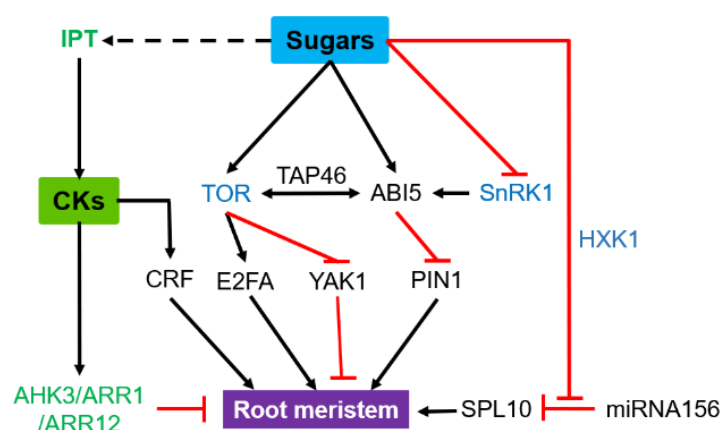 IPT
Sugars
TAP46
TOR
ABI5
SnRK1
CKs
HXK1
CRF
E2FA
YAK1
PIN1
AHK3/ARR1
/ARR12
Root meristem
SPL10
miRNA156